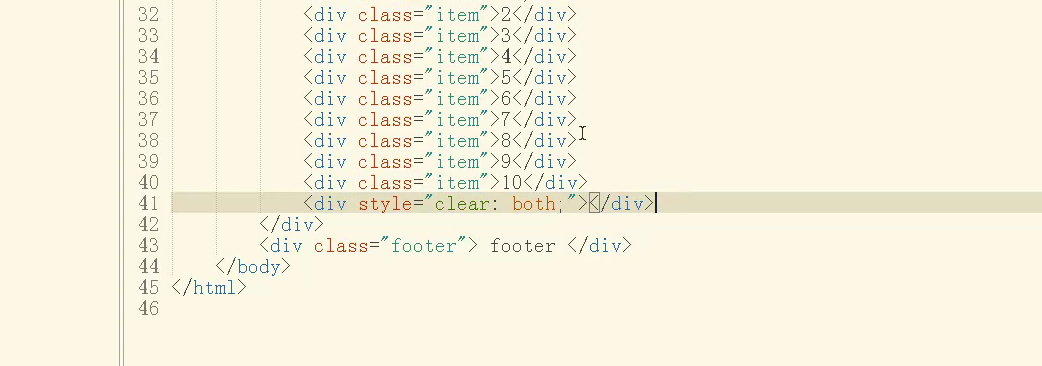 32 <div class="item">2</div>
33 <div class="item">3</div>
34 <div class="item">4</div>
35 <div class="item">5</div>
36 <div class="item">6</div>
37 <div class="item">7</div>
38 <div class="item">8</div>
39 <div class="item">9</div>
40 <div class="item">10</div>
41 <div style="clear: both;"></div>
42 </div>
43 <div class="footer"> footer </div>
44 </body>
45 </html>
46